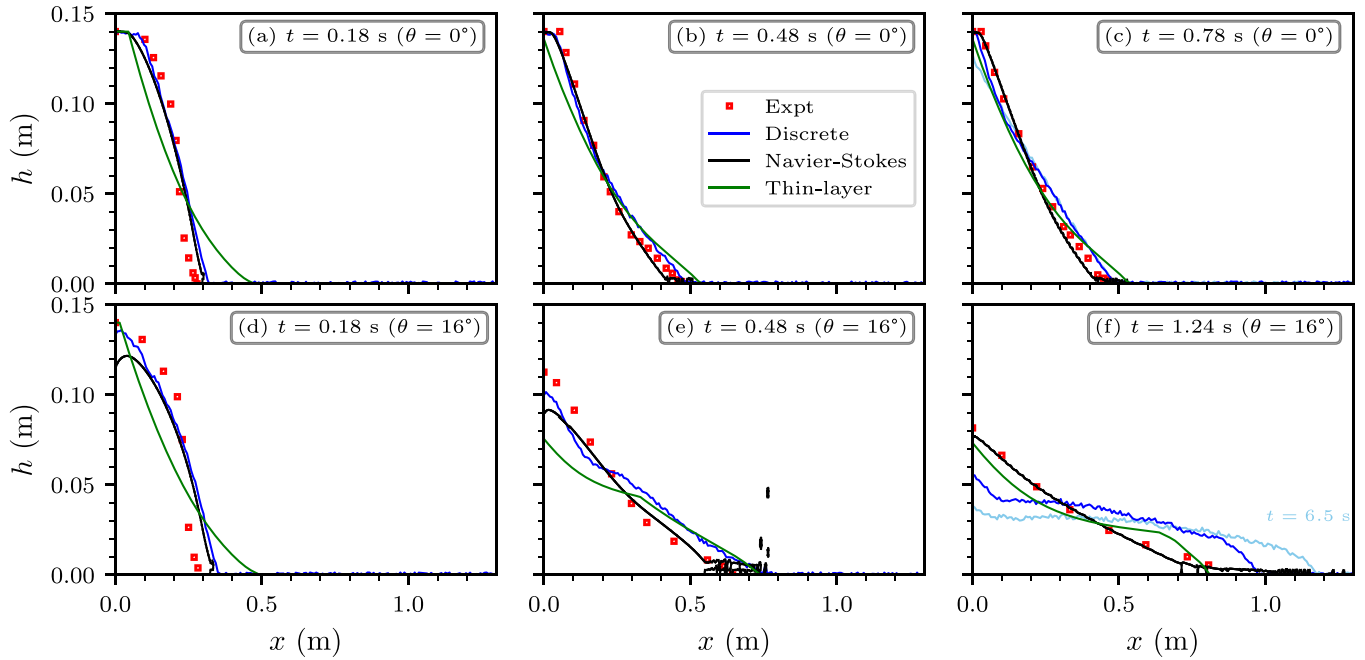 (a) t = 0.18 s (θ = 0°)
(b) t = 0.48 s (θ = 0°)
(c) t = 0.78 s (θ = 0°)
0.15
0.10
0.05
0.00
h (m)
Expt
Discrete
Navier-Stokes
Thin-layer
(d) t = 0.18 s (θ = 16°)
(e) t = 0.48 s (θ = 16°)
(f) t = 1.24 s (θ = 16°)
0.15
0.10
0.05
0.00
h (m)
t = 6.5 s
0.0 0.5 1.0
0.0 0.5 1.0
0.0 0.5 1.0
x (m)
x (m)
x (m)